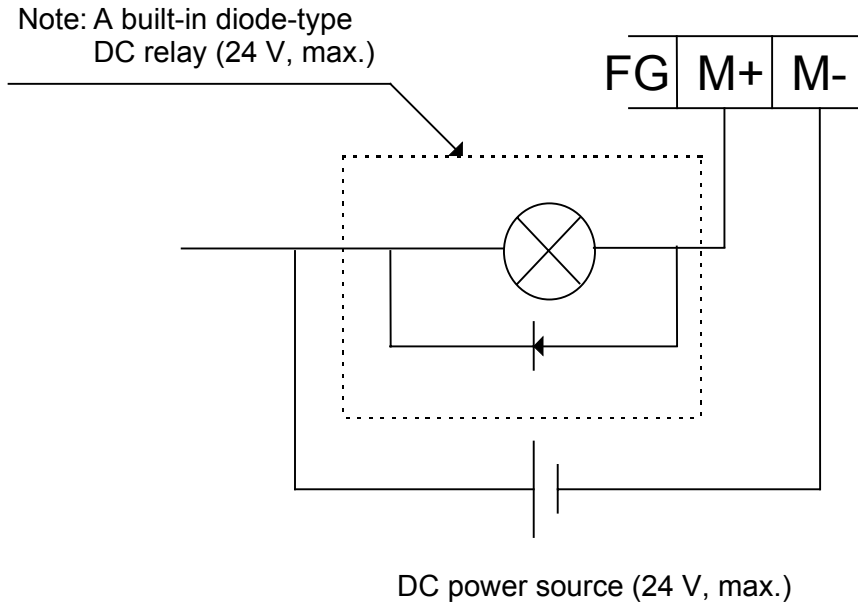 Note: A built-in diode-type
DC relay (24 V, max.)
FG M+ M-
DC power source (24 V, max.)